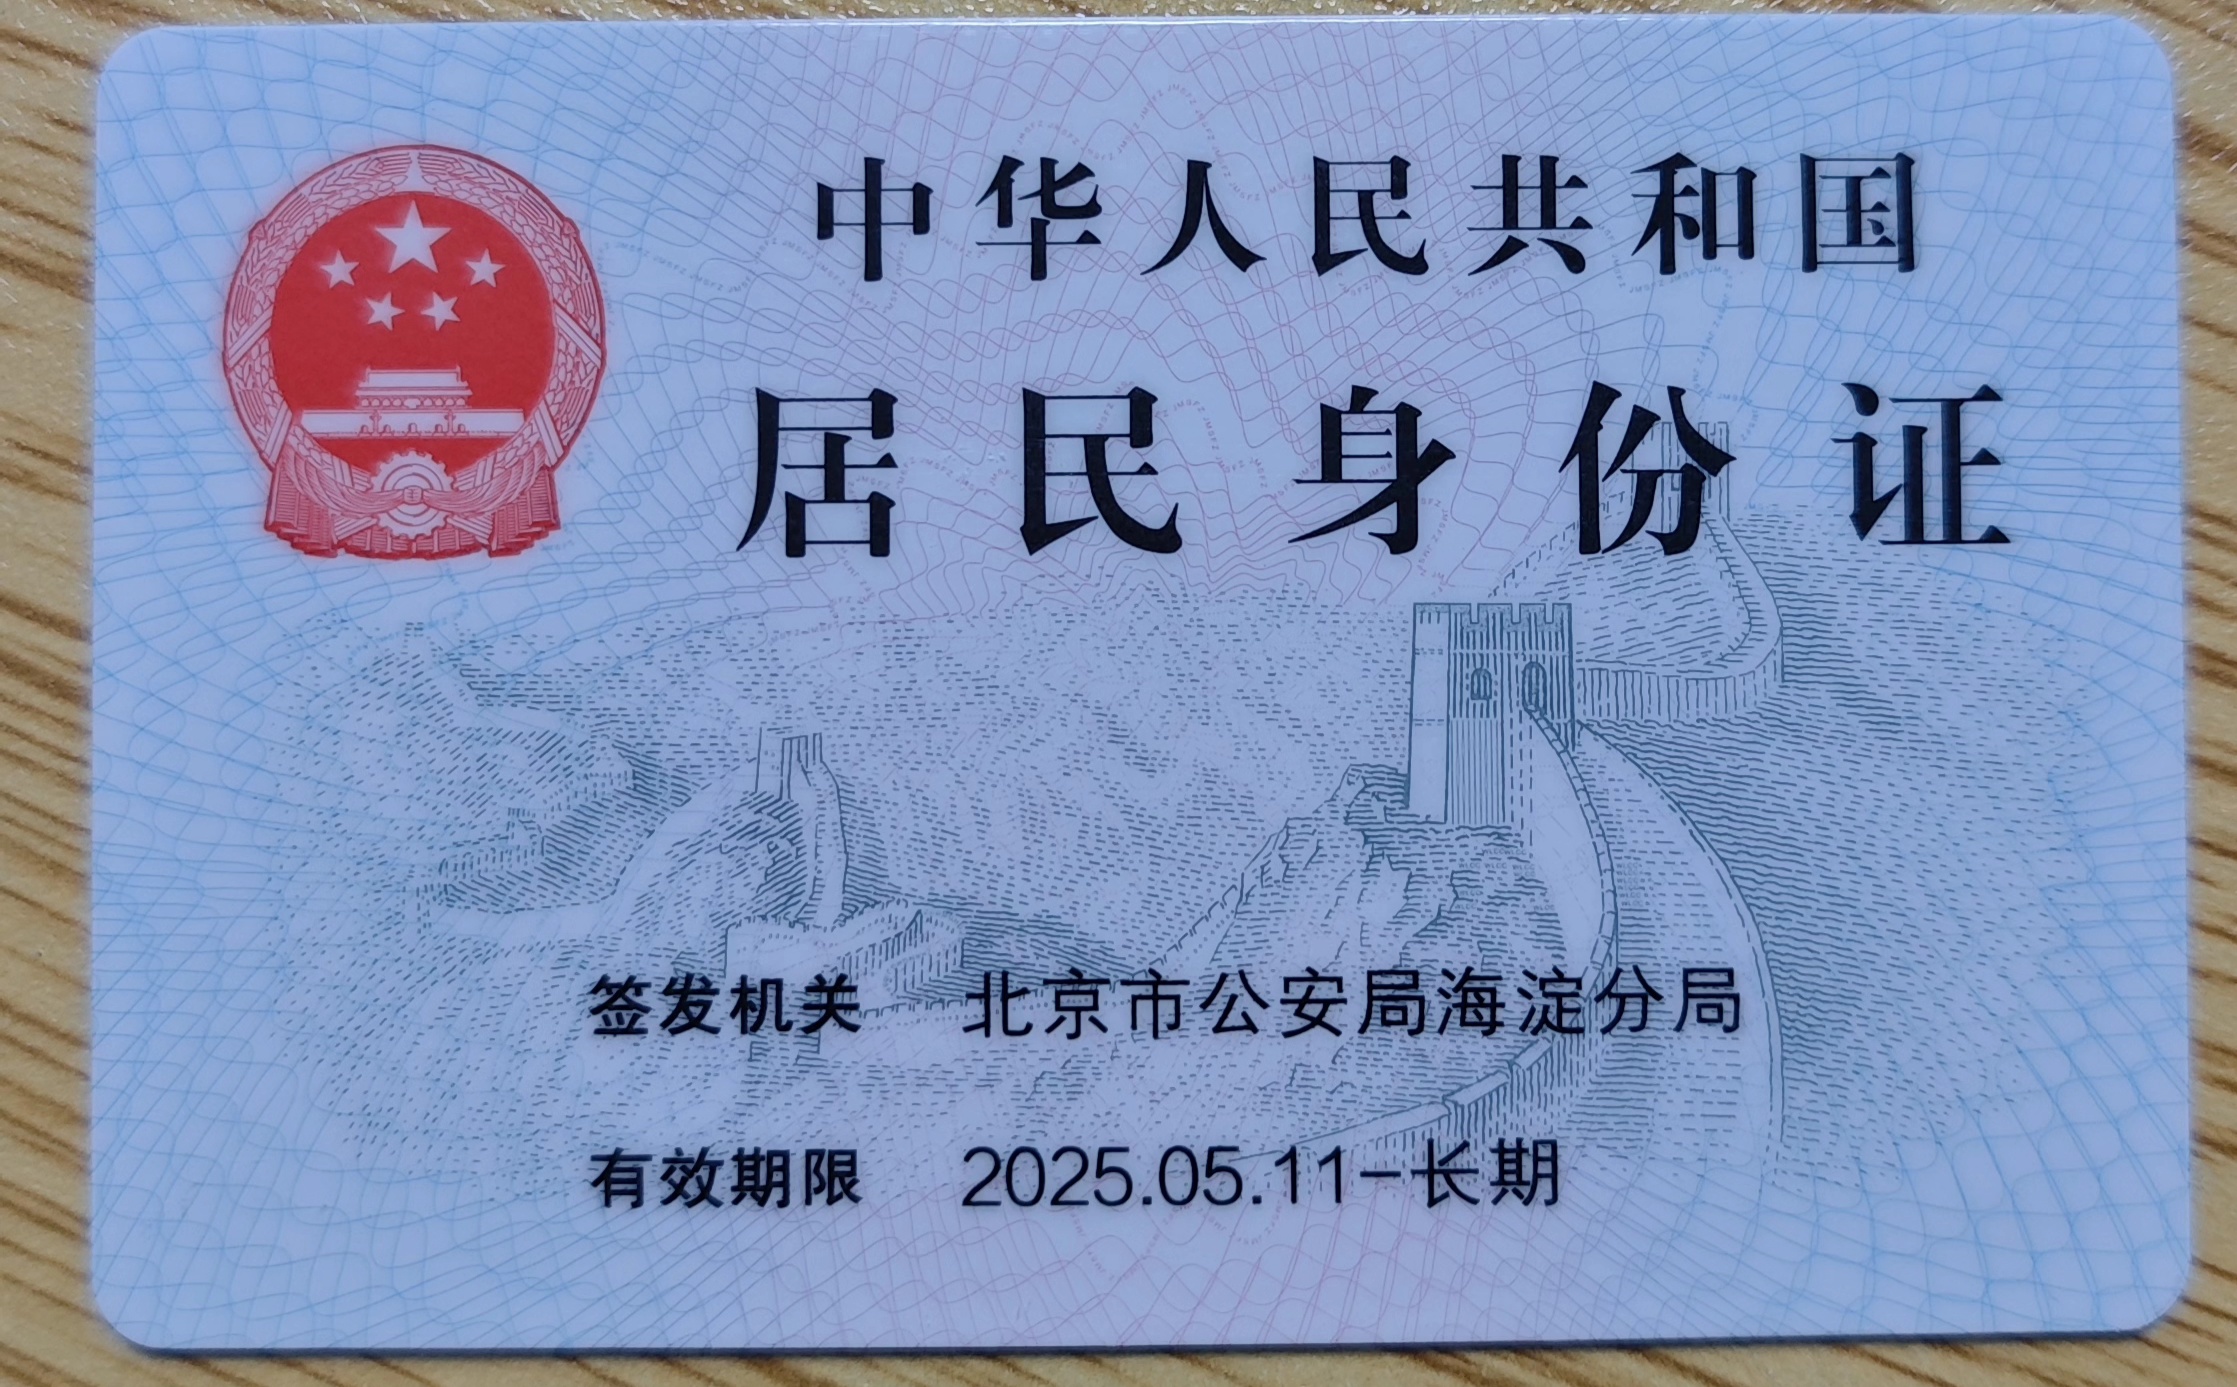 中华人民共和国
居民身份证
签发机关 北京市公安局海淀分局
有效期限 2025.05.11-长期